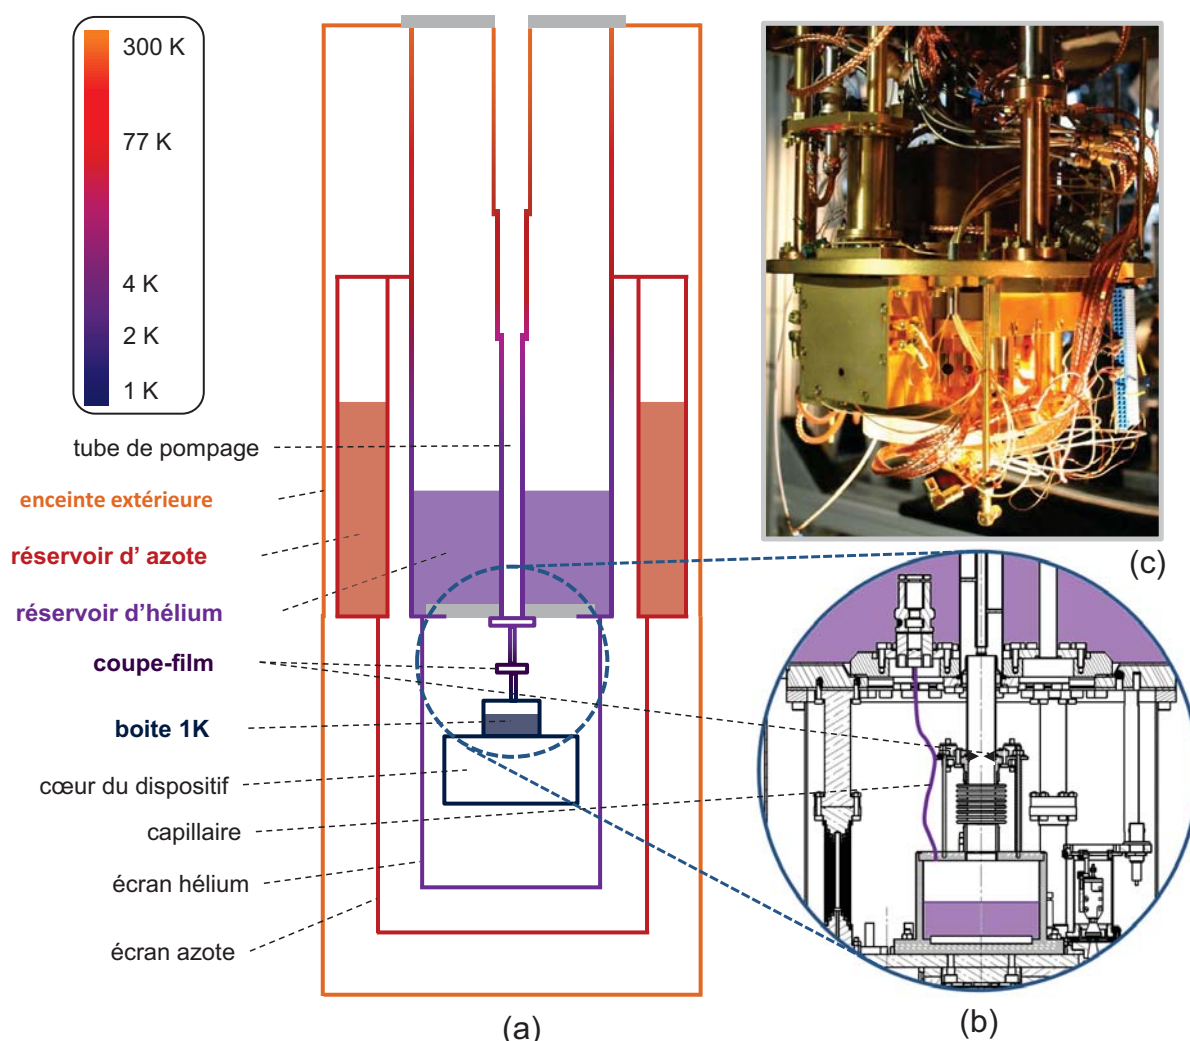 300 K
77 K
4 K
2 K
1 K
tube de pompage
enceinte extérieure
réservoir d' azote
réservoir d'hélium
coupe-film
boite 1K
cœur du dispositif
capillaire
écran hélium
écran azote
(a)
(c)
(b)